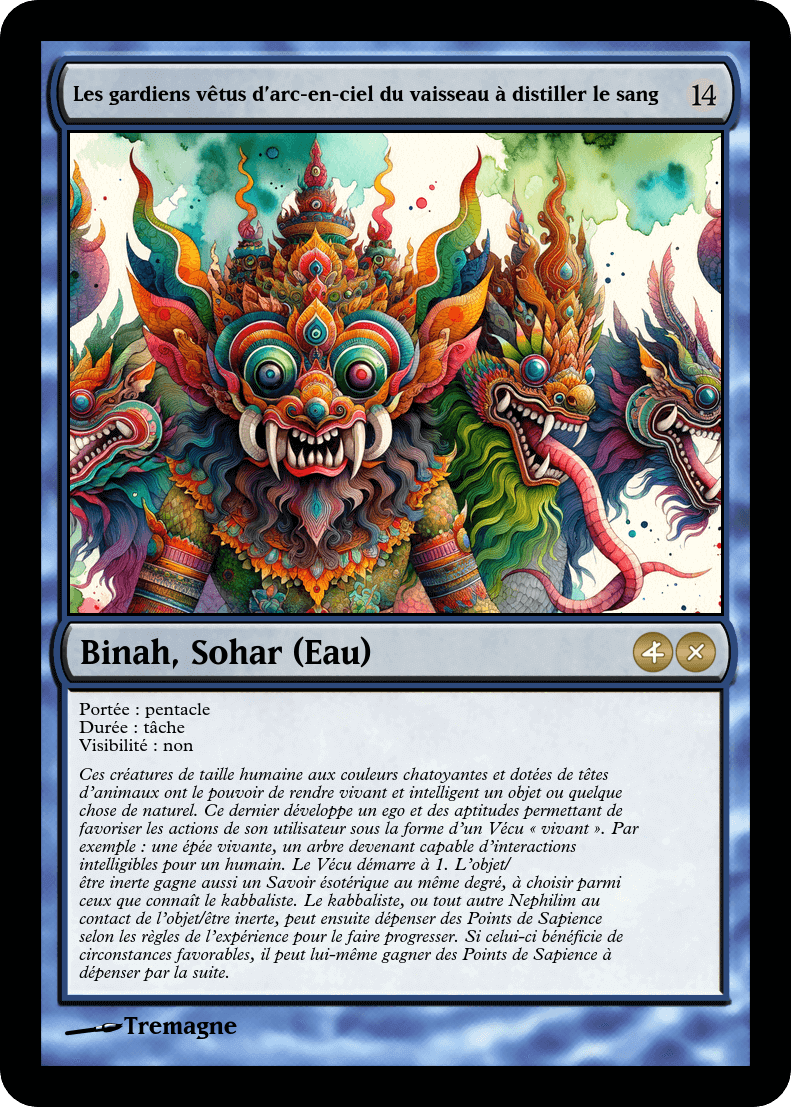 Les gardiens vêtus d'arc-en-ciel du vaisseau à distiller le sang
14
Binah, Sohar (Eau)
Portée : pentacle
Durée : tâche
Visibilité : non
Ces créatures de taille humaine aux couleurs chatoyantes et dotées de têtes
d'animaux ont le pouvoir de rendre vivant et intelligent un objet ou quelque
chose de naturel. Ce dernier développe un ego et des aptitudes permettant de
favoriser les actions de son utilisateur sous la forme d'un Vécu « vivant ». Par
exemple : une épée vivante, un arbre devenant capable d'interactions
intelligibles pour un humain. Le Vécu démarre à 1. L'objet/
être inerte gagne aussi un Savoir ésotérique au même degré, à choisir parmi
ceux que connaît le kabbaliste. Le kabbaliste, ou tout autre Nephilim au
contact de l'objet/être inerte, peut ensuite dépenser des Points de Sapience
selon les règles de l'expérience pour le faire progresser. Si celui-ci bénéficie de
circonstances favorables, il peut lui-même gagner des Points de Sapience à
dépenser par la suite.
Tremagne